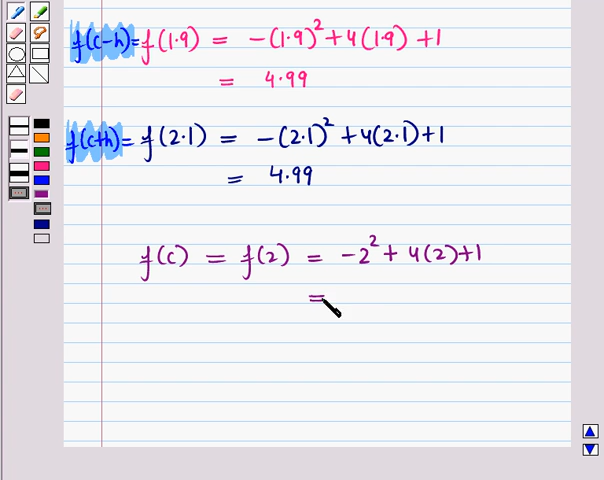 f(c-h) = f(1.9) = -(1.9)² + 4(1.9) + 1
= 4.99
f(c+h) = f(2.1) = -(2.1)² + 4(2.1) + 1
= 4.99
f(c) = f(2) = -2² + 4(2) + 1
=